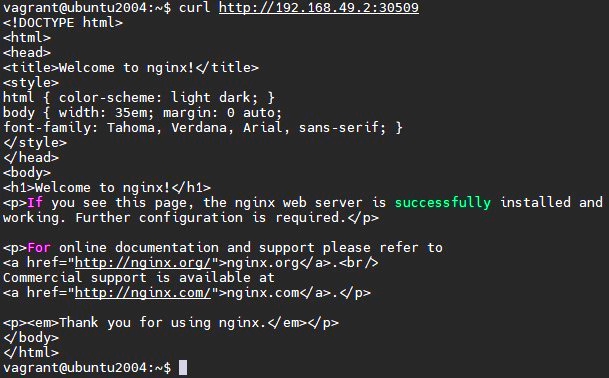 vagrant@ubuntu2004:~$ curl http://192.168.49.2:30509
<!DOCTYPE html>
<html>
<head>
<title>Welcome to nginx!</title>
<style>
html { color-scheme: light dark; }
body { width: 35em; margin: 0 auto;
font-family: Tahoma, Verdana, Arial, sans-serif; }
</style>
</head>
<body>
<h1>Welcome to nginx!</h1>
<p>If you see this page, the nginx web server is successfully installed and
working. Further configuration is required.</p>

<p>For online documentation and support please refer to
<a href="http://nginx.org/">nginx.org</a>.<br/>
Commercial support is available at
<a href="http://nginx.com/">nginx.com</a>.</p>

<p><em>Thank you for using nginx.</em></p>
</body>
</html>
vagrant@ubuntu2004:~$